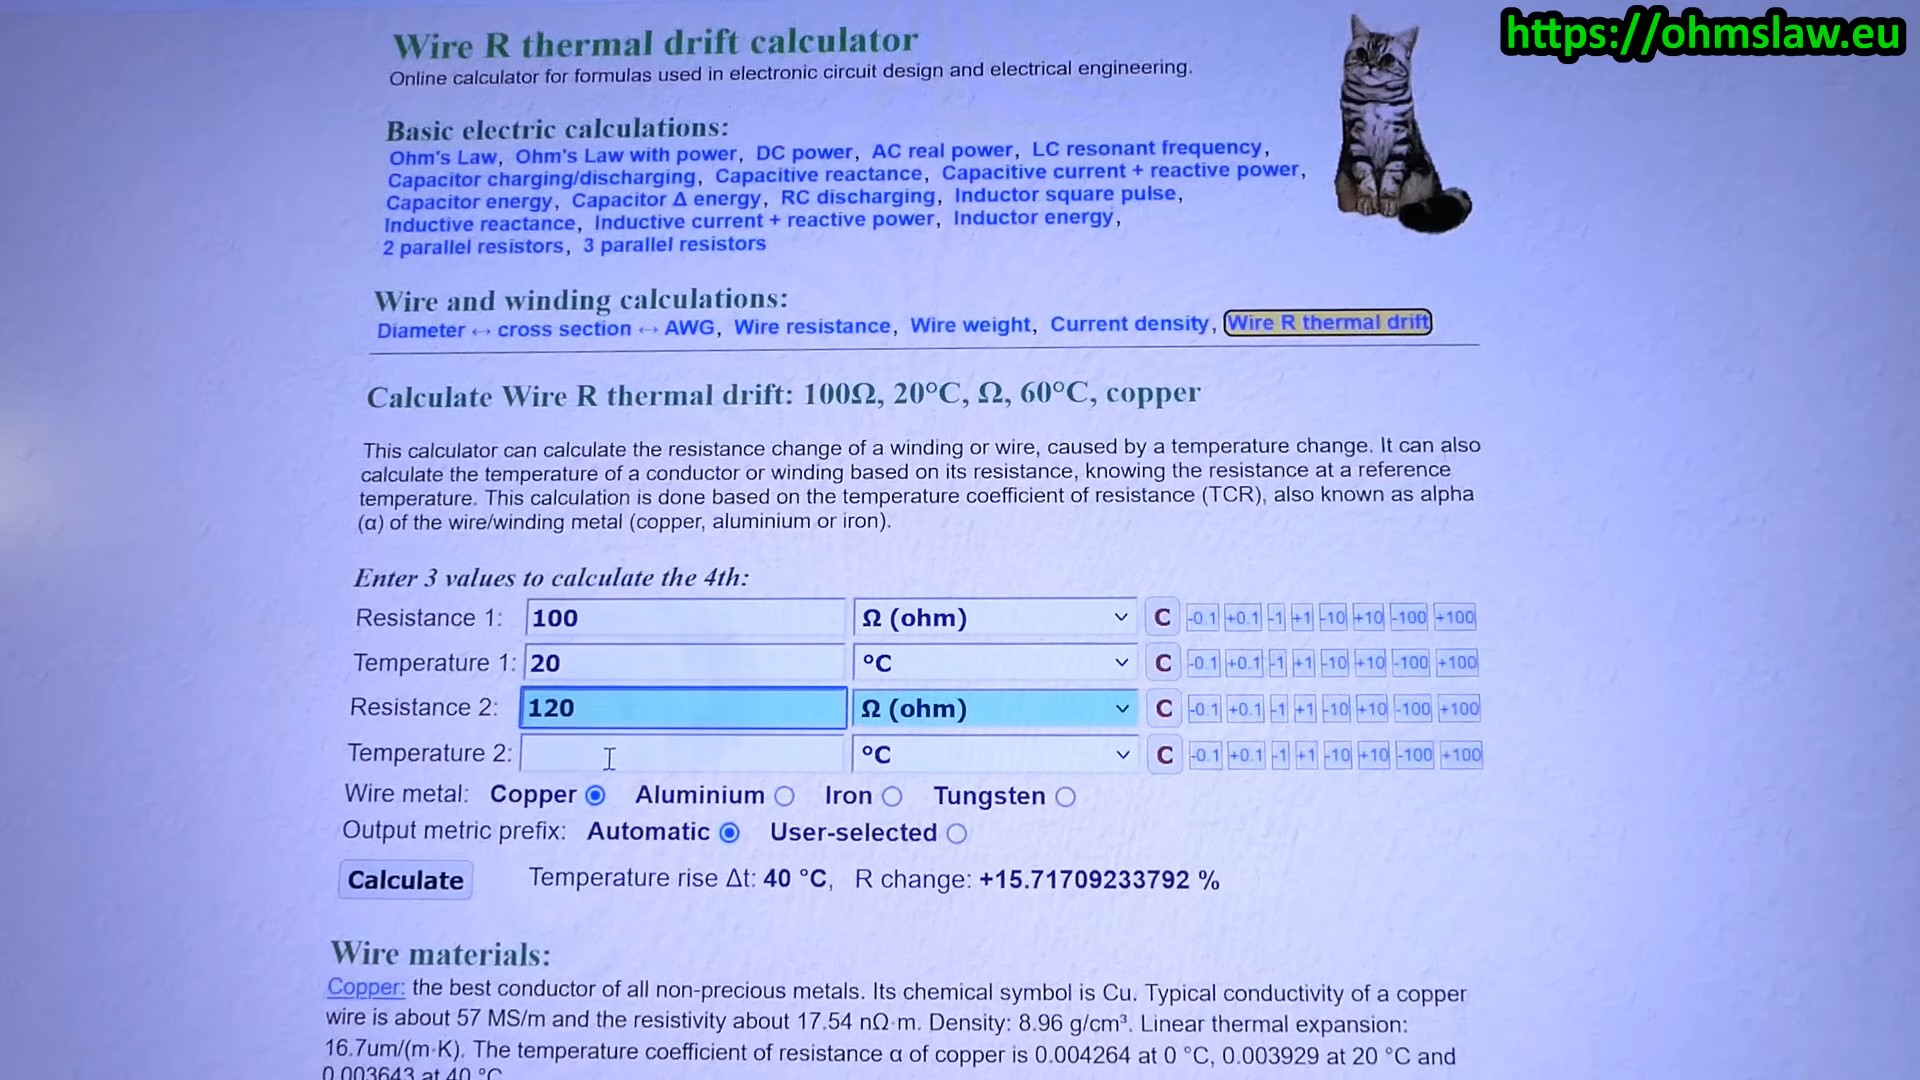 https://ohmslaw.eu
Wire R thermal drift calculator
Online calculator for formulas used in electronic circuit design and electrical engineering.
Basic electric calculations:
Ohm's Law, Ohm's Law with power, DC power, AC real power, LC resonant frequency,
Capacitor charging/discharging, Capacitive reactance, Capacitive current + reactive power,
Capacitor energy, Capacitor Δ energy, RC discharging, Inductor square pulse,
Inductive reactance, Inductive current + reactive power, Inductor energy,
2 parallel resistors, 3 parallel resistors
Wire and winding calculations:
Diameter ↔ cross section ↔ AWG, Wire resistance, Wire weight, Current density, Wire R thermal drift
Calculate Wire R thermal drift: 100Ω, 20°C, Ω, 60°C, copper
This calculator can calculate the resistance change of a winding or wire, caused by a temperature change. It can also
calculate the temperature of a conductor or winding based on its resistance, knowing the resistance at a reference
temperature. This calculation is done based on the temperature coefficient of resistance (TCR), also known as alpha
(α) of the wire/winding metal (copper, aluminium or iron).
Enter 3 values to calculate the 4th:
Resistance 1: 100 Ω (ohm) C -0.1 +0.1 -1 +1 -10 +10 -100 +100
Temperature 1: 20 °C C -0.1 +0.1 -1 +1 -10 +10 -100 +100
Resistance 2: 120 Ω (ohm) C -0.1 +0.1 -1 +1 -10 +10 -100 +100
Temperature 2: °C C -0.1 +0.1 -1 +1 -10 +10 -100 +100
Wire metal: Copper Aluminium Iron Tungsten
Output metric prefix: Automatic User-selected
Calculate Temperature rise Δt: 40 °C, R change: +15.71709233792 %
Wire materials:
Copper: the best conductor of all non-precious metals. Its chemical symbol is Cu. Typical conductivity of a copper
wire is about 57 MS/m and the resistivity about 17.54 nΩ·m. Density: 8.96 g/cm³. Linear thermal expansion:
16.7um/(m·K). The temperature coefficient of resistance α of copper is 0.004264 at 0 °C, 0.003929 at 20 °C and
0.003643 at 40 °C